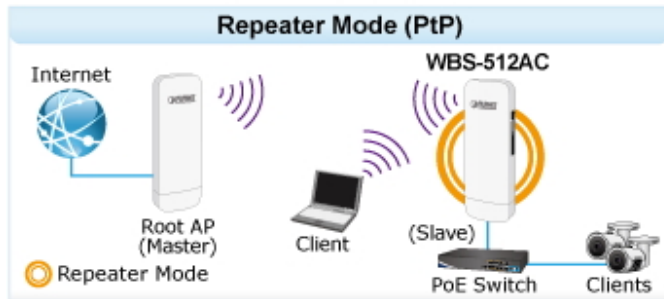 Repeater Mode (PtP)
Internet
WBS-512AC
Root AP
(Master)
Client
(Slave)
Repeater Mode
PoE Switch
Clients